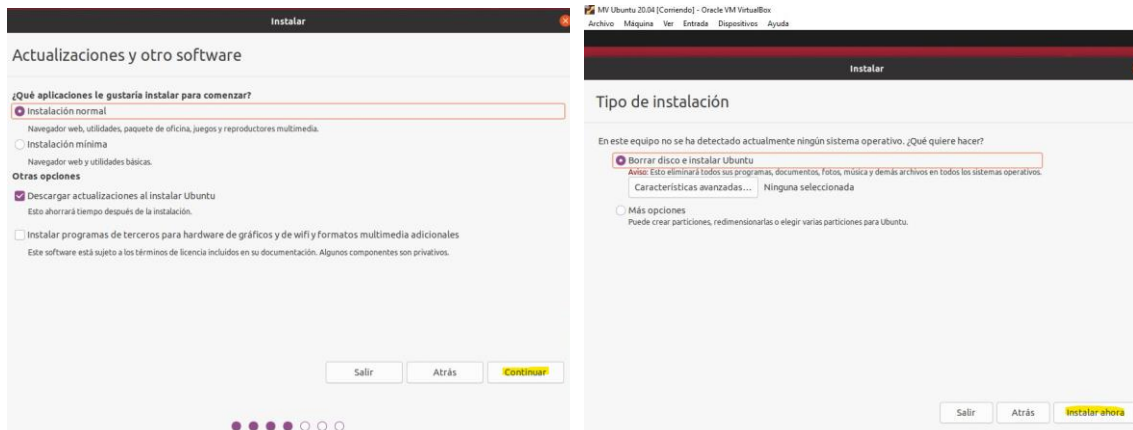 Instalar
Actualizaciones y otro software
¿Qué aplicaciones le gustaría instalar para comenzar?
Instalación normal
Navegador web, utilidades, paquete de oficina, juegos y reproductores multimedia.
Instalación mínima
Navegador web y utilidades básicas.
Otras opciones
Descargar actualizaciones al instalar Ubuntu
Esto ahorrará tiempo después de la instalación.
Instalar programas de terceros para hardware de gráficos y de wifi y formatos multimedia adicionales
Este software está sujeto a los términos de licencia incluidos en su documentación. Algunos componentes son privativos.
Salir Atrás Continuar
MV Ubuntu 20.04 [Corriendo] - Oracle VM VirtualBox
Archivo Máquina Ver Entrada Dispositivos Ayuda
Instalar
Tipo de instalación
En este equipo no se ha detectado actualmente ningún sistema operativo. ¿Qué quiere hacer?
Borrar disco e instalar Ubuntu
Aviso: Esto eliminará todos sus programas, documentos, fotos, música y demás archivos en todos los sistemas operativos.
Características avanzadas... Ninguna seleccionada
Más opciones
Puede crear particiones, redimensionarlas o elegir varias particiones para Ubuntu.
Salir Atrás Instalar ahora